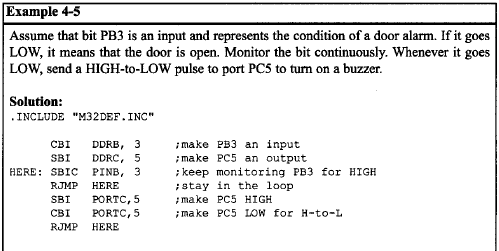 Example 4-5
Assume that bit PB3 is an input and represents the condition of a door alarm. If it goes
LOW, it means that the door is open. Monitor the bit continuously. Whenever it goes
LOW, send a HIGH-to-LOW pulse to port PC5 to turn on a buzzer.
Solution:
.INCLUDE "M32DEF.INC"
CBI DDRB, 3 ;make PB3 an input
SBI DDRC, 5 ;make PC5 an output
HERE: SBIC PINB, 3 ;keep monitoring PB3 for HIGH
RJMP HERE ;stay in the loop
SBI PORTC,5 ;make PC5 HIGH
CBI PORTC,5 ;make PC5 LOW for H-to-L
RJMP HERE